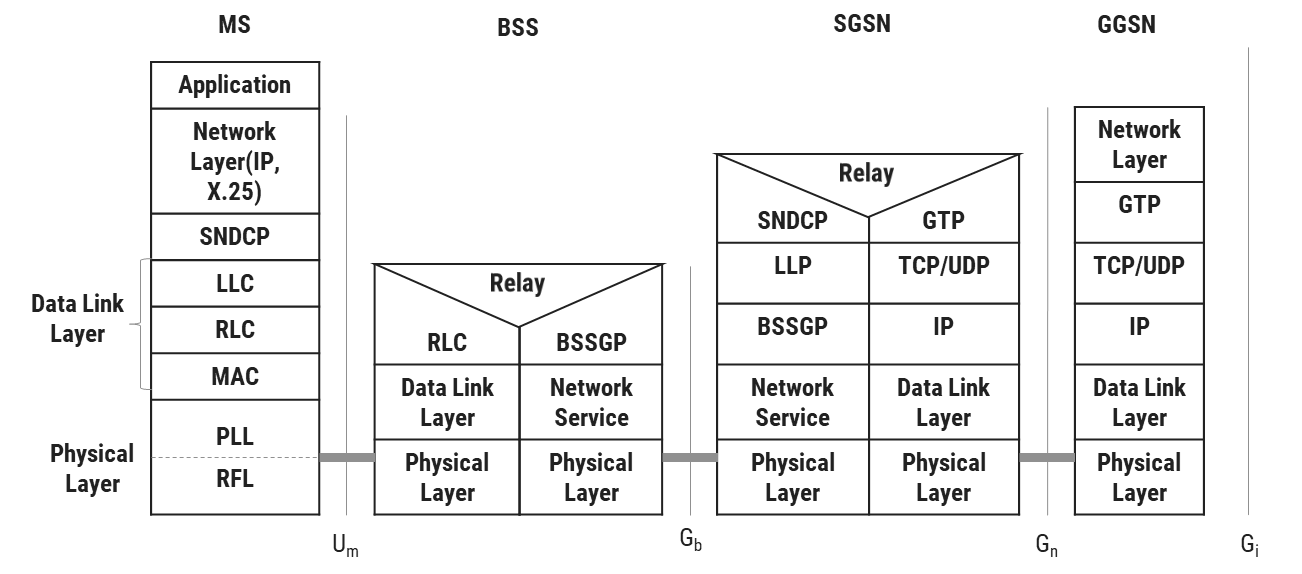 MS
BSS
SGSN
GGSN
Application
Network
Layer(IP,
X.25)
SNDCP
LLC
RLC
MAC
PLL
RFL
Data Link
Layer
Physical
Layer
Relay
RLC
BSSGP
Data Link
Layer
Network
Service
Physical
Layer
Physical
Layer
Relay
SNDCP
GTP
LLP
TCP/UDP
BSSGP
IP
Network
Service
Data Link
Layer
Physical
Layer
Physical
Layer
Network
Layer
GTP
TCP/UDP
IP
Data Link
Layer
Physical
Layer
Um
Gb
Gn
Gi